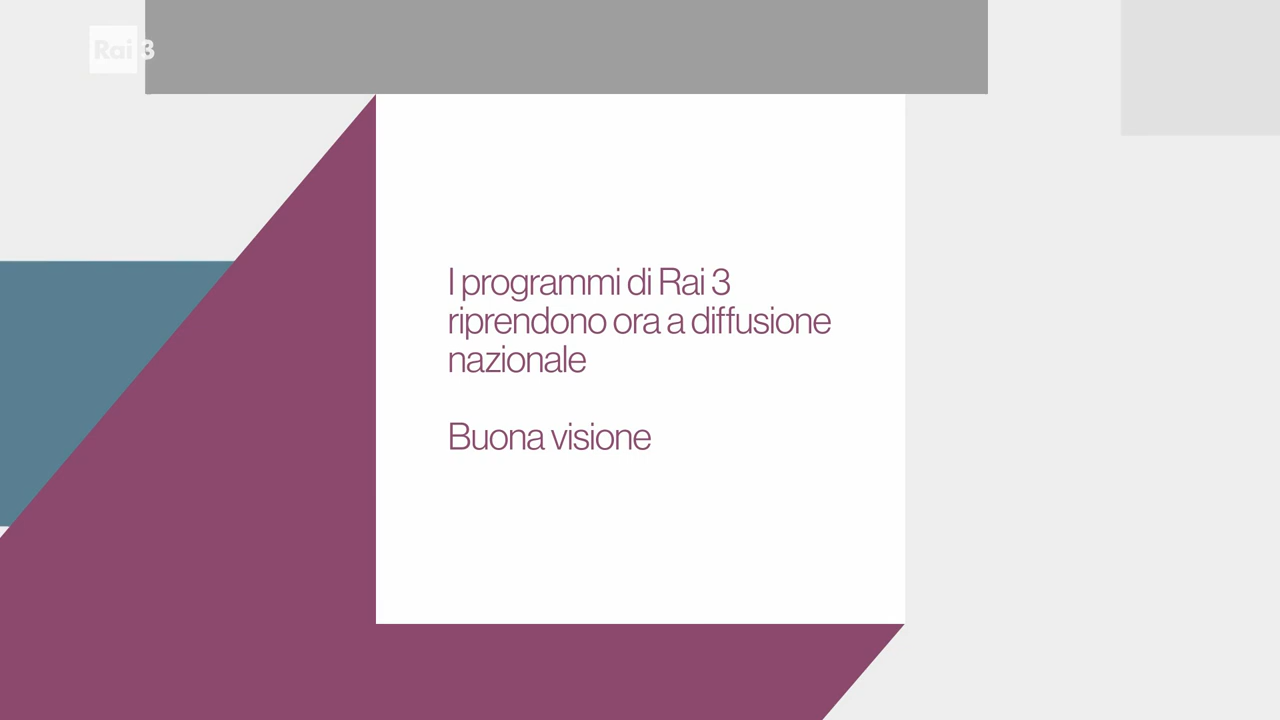 Rai 3
I programmi di Rai 3
riprendono ora a diffusione
nazionale
Buona visione